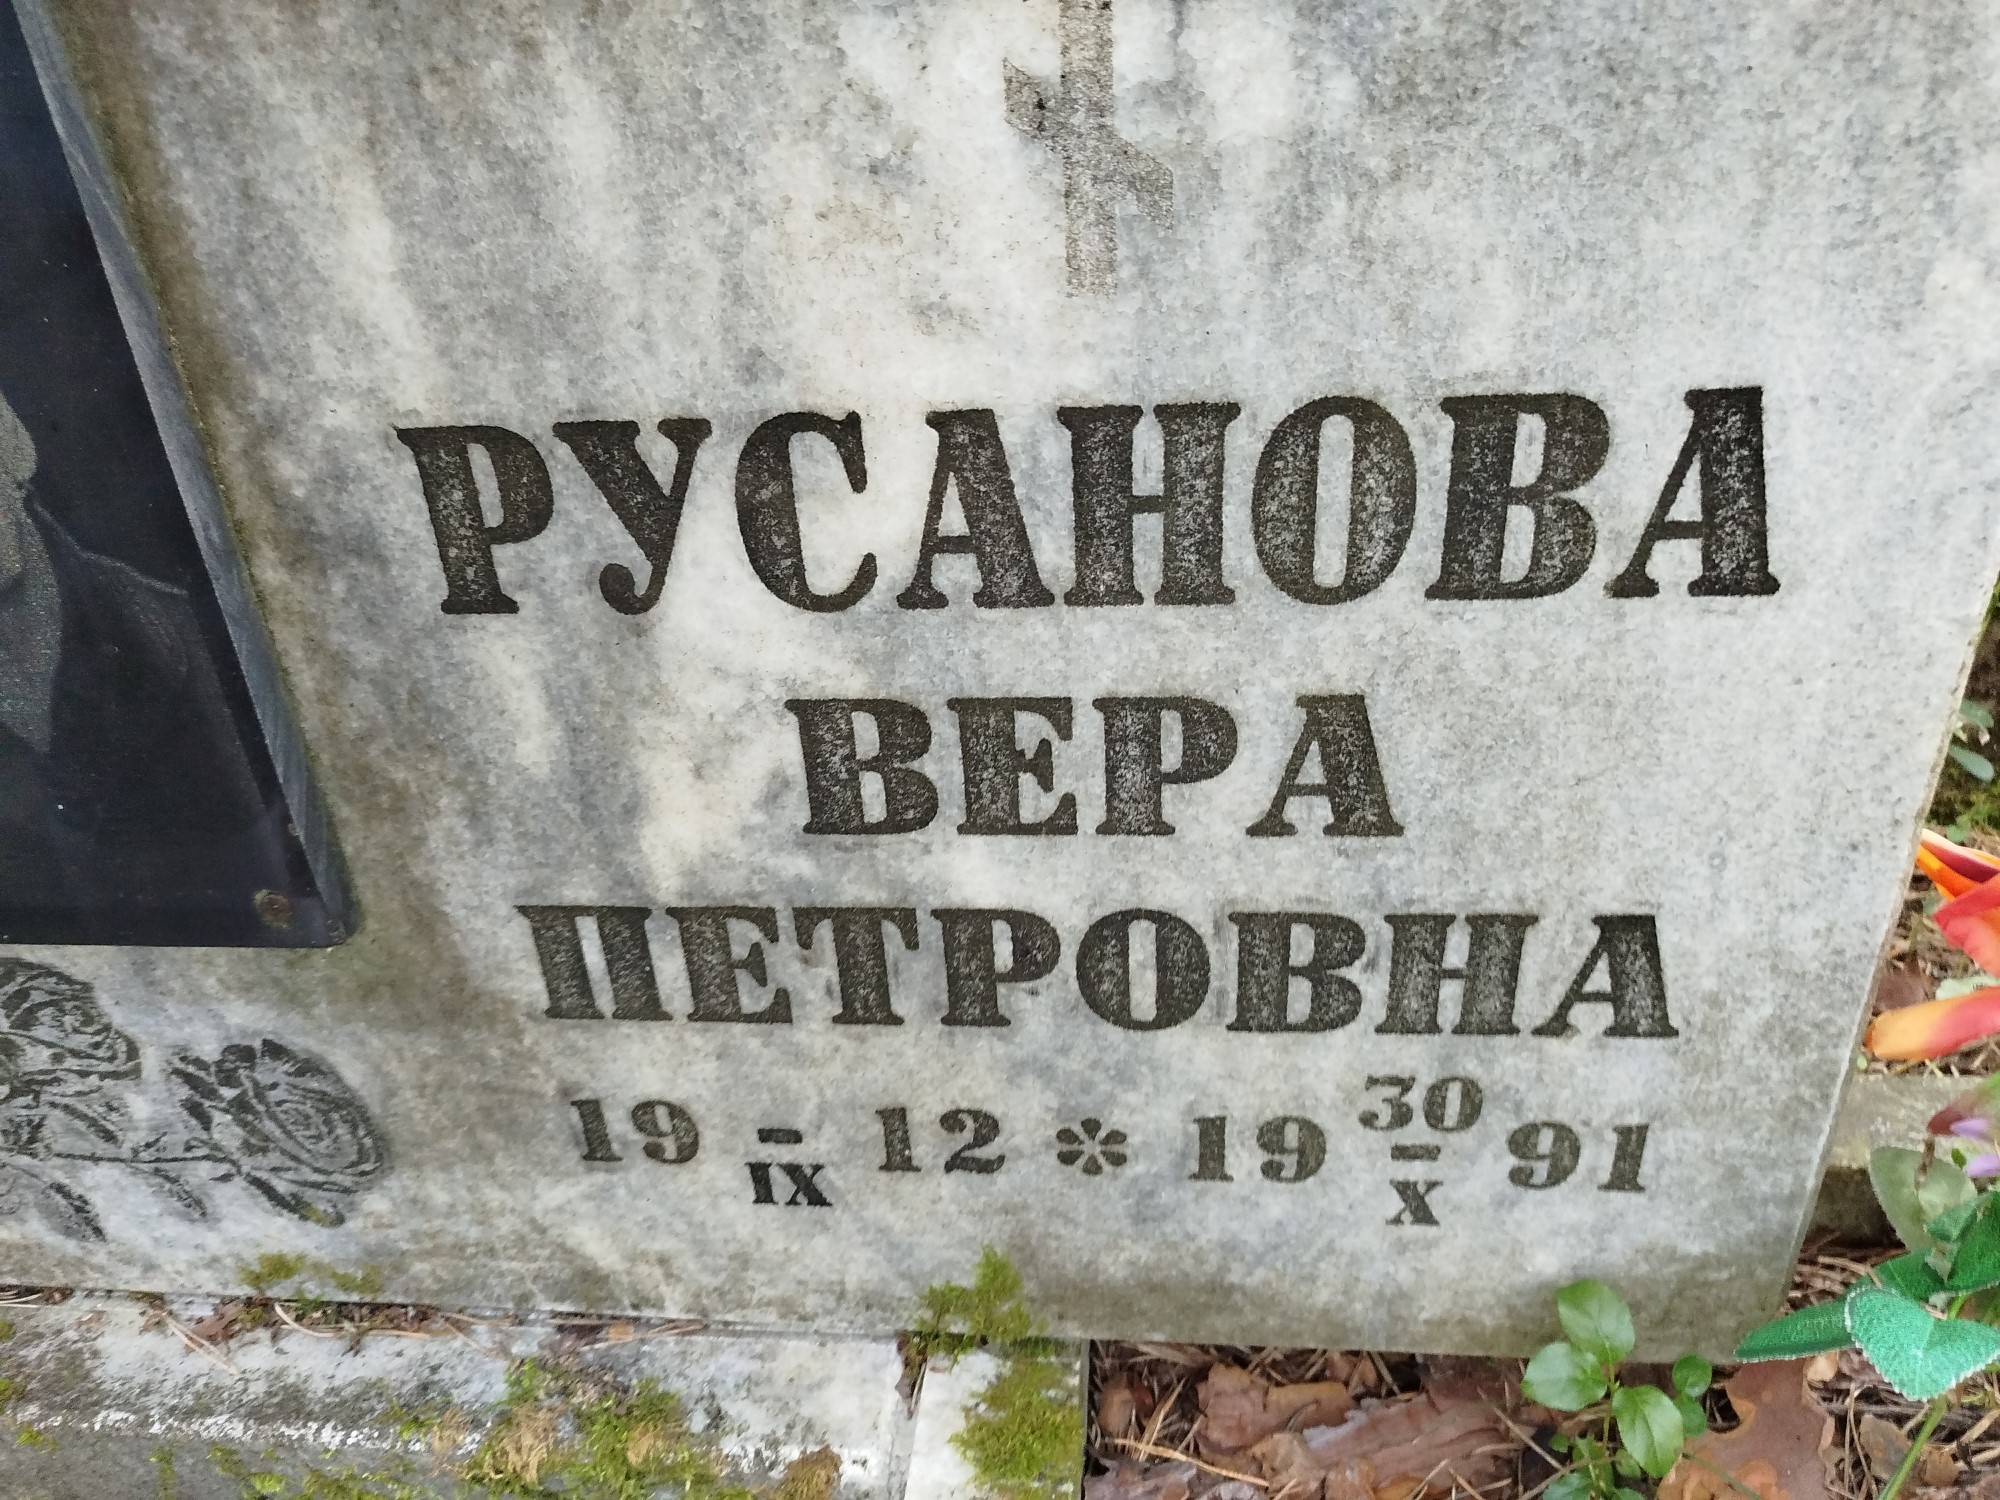 РУСАНОВА
ВЕРА
ПЕТРОВНА
19 –/IX 12 * 19 30/X 91